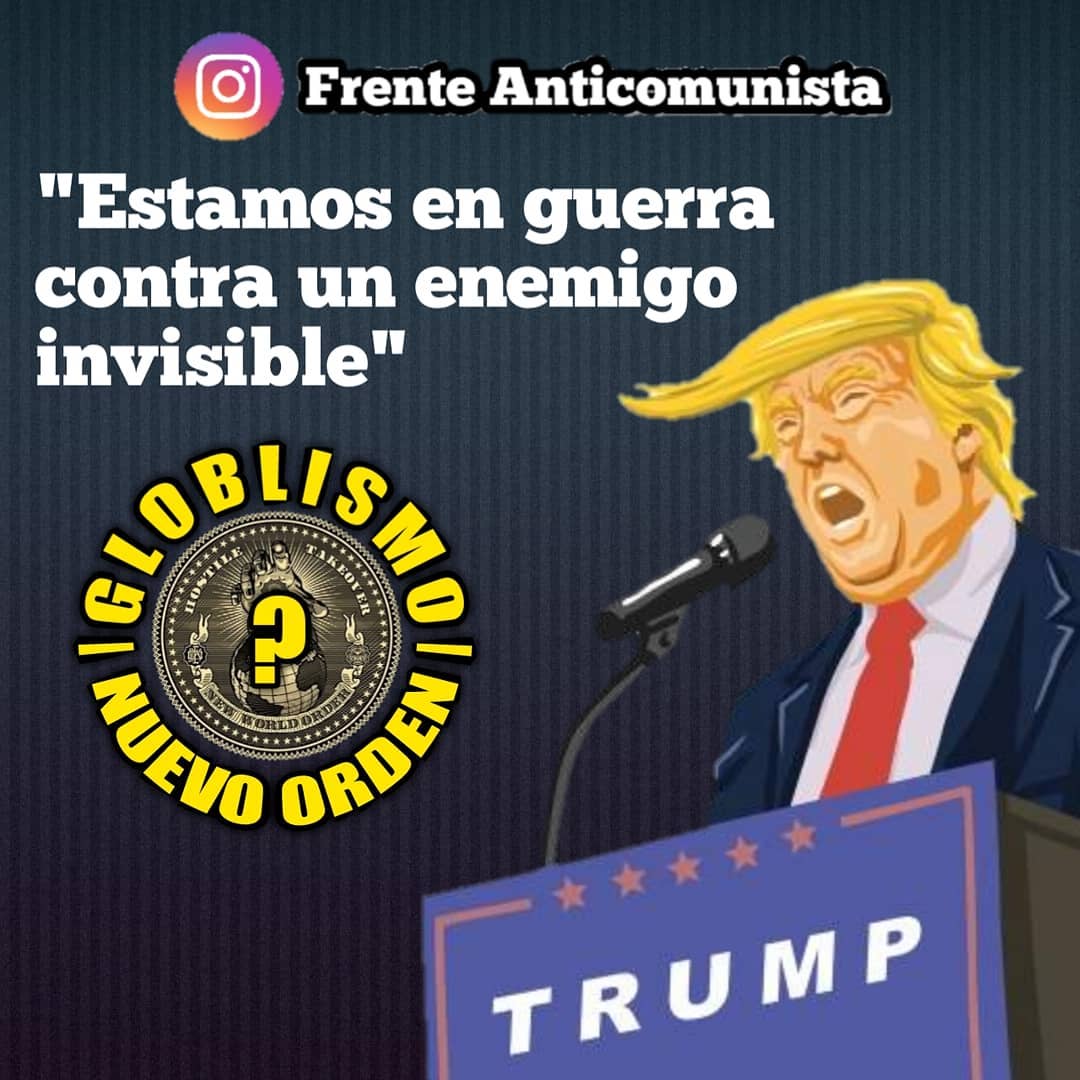 Frente Anticomunista
"Estamos en guerra
contra un enemigo
invisible"
GLOBLISMO
HOSTILE TAKEOVER
?
NEW WORLD ORDER
NUEVO ORDEN
TRUMP